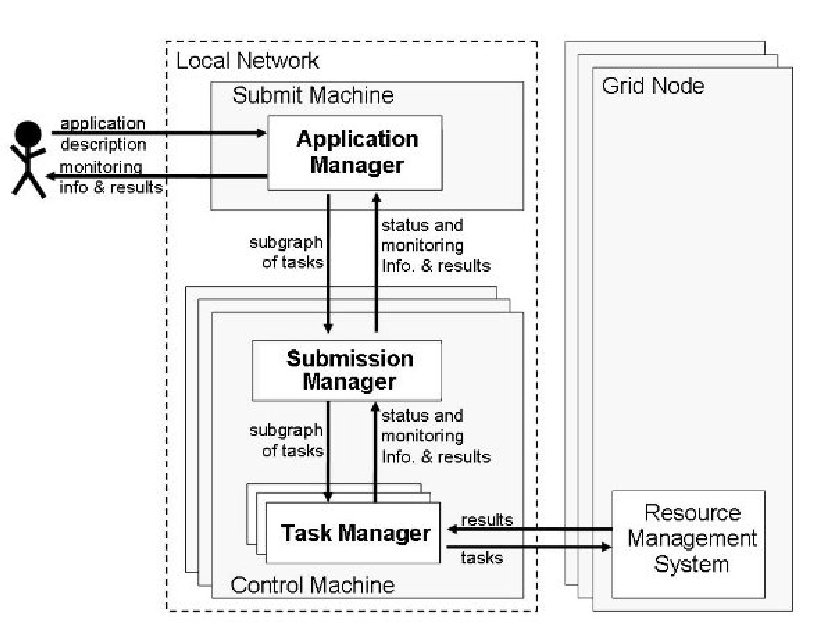 Local Network
Submit Machine
Grid Node
application
description
monitoring
info & results
Application
Manager
subgraph
of tasks
status and
monitoring
Info. & results
Submission
Manager
subgraph
of tasks
status and
monitoring
Info. & results
Task Manager
results
tasks
Resource
Management
System
Control Machine